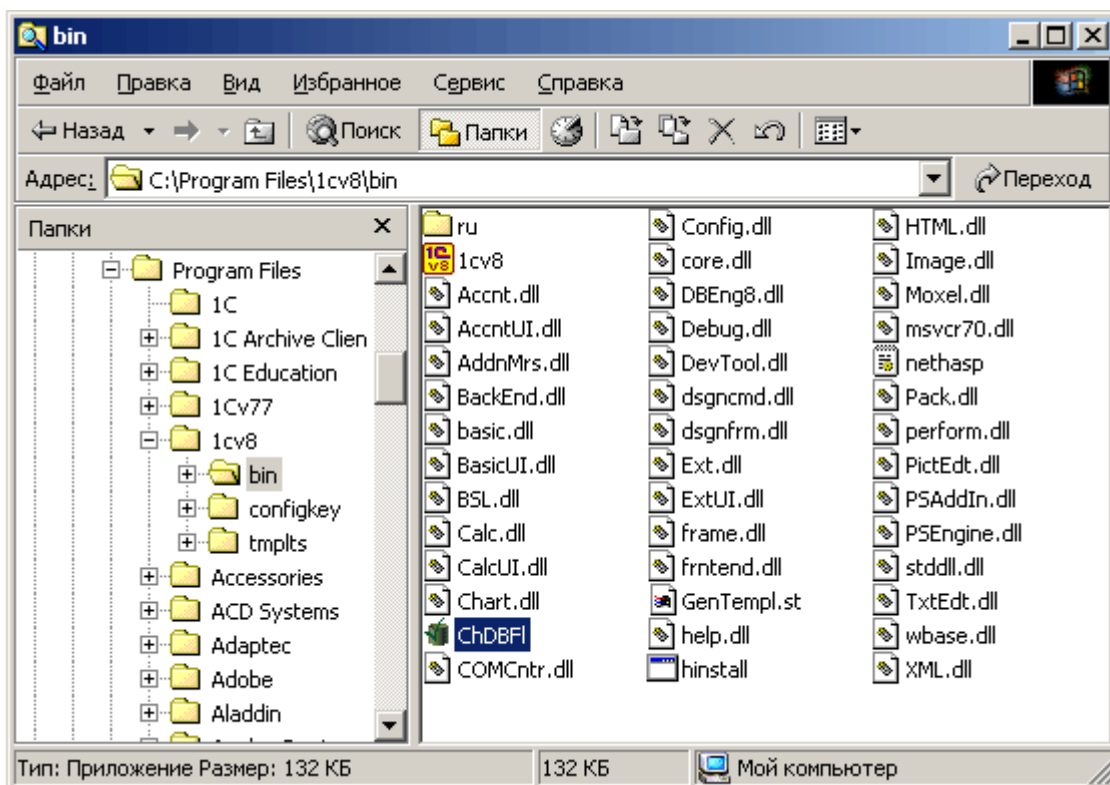 bin
Файл Правка Вид Избранное Сервис Справка
Назад Поиск Папки
Адрес: C:\Program Files\1cv8\bin Переход
Папки
Program Files
1C
1C Archive Clien
1C Education
1Cv77
1cv8
bin
configkey
tmplts
Accessories
ACD Systems
Adaptec
Adobe
Aladdin
ru
1cv8
Accnt.dll
AccntUI.dll
AddnMrs.dll
BackEnd.dll
basic.dll
BasicUI.dll
BSL.dll
Calc.dll
CalcUI.dll
Chart.dll
ChDBFl
COMCntr.dll
Config.dll
core.dll
DBEng8.dll
Debug.dll
DevTool.dll
dsgncmd.dll
dsgnfrm.dll
Ext.dll
ExtUI.dll
frame.dll
frntend.dll
GenTempl.st
help.dll
hinstall
HTML.dll
Image.dll
Moxel.dll
msvcr70.dll
nethasp
Pack.dll
perform.dll
PictEdt.dll
PSAddIn.dll
PSEngine.dll
stddll.dll
TxtEdt.dll
wbase.dll
XML.dll
Тип: Приложение Размер: 132 КБ 132 КБ Мой компьютер